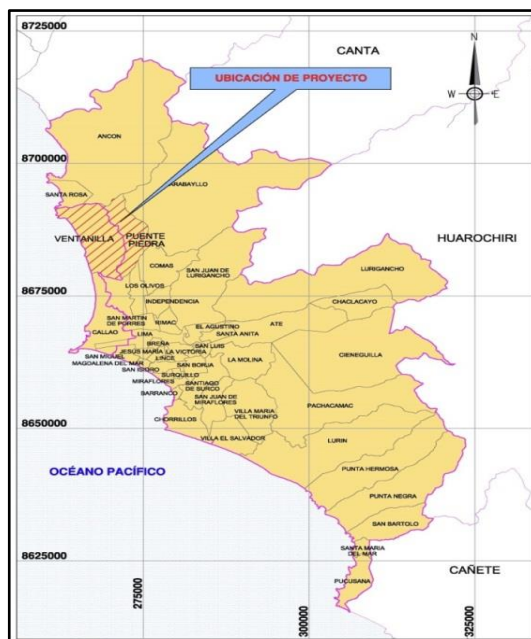 8725000
CANTA
N
UBICACIÓN DE PROYECTO
W
E
S
ANCON
8700000
ARABAYLLO
SANTA ROSA
VENTANILLA
PUENTE
PIEDRA
HUAROCHIRI
COMAS
SAN JUAN DE
LURIGANCHO
LURIGANCHO
LOS OLIVOS
8675000
INDEPENDENCIA
CHACLACAYO
SAN MARTIN
DE PORRES
RIMAC
EL AGUSTINO
ATE
CALLAO
LIMA
SANTA ANITA
BREÑA
SAN LUIS
CIENEGUILLA
SAN MIGUEL
JESUS MARIA
LA VICTORIA
LA MOLINA
MAGDALENA DEL MAR
LINCE
SAN BORJA
SAN ISIDRO
SURQUILLO
MIRAFLORES
SANTIAGO
DE SURCO
BARRANCO
SAN JUAN DE
MIRAFLORES
PACHACAMAC
VILLA MARIA
DEL TRIUNFO
CHORRILLOS
8650000
VILLA EL SALVADOR
LURIN
OCÉANO PACÍFICO
PUNTA HERMOSA
PUNTA NEGRA
SAN BARTOLO
8625000
SANTA MARIA
DEL MAR
CAÑETE
PUCUSANA
275000
300000
325000